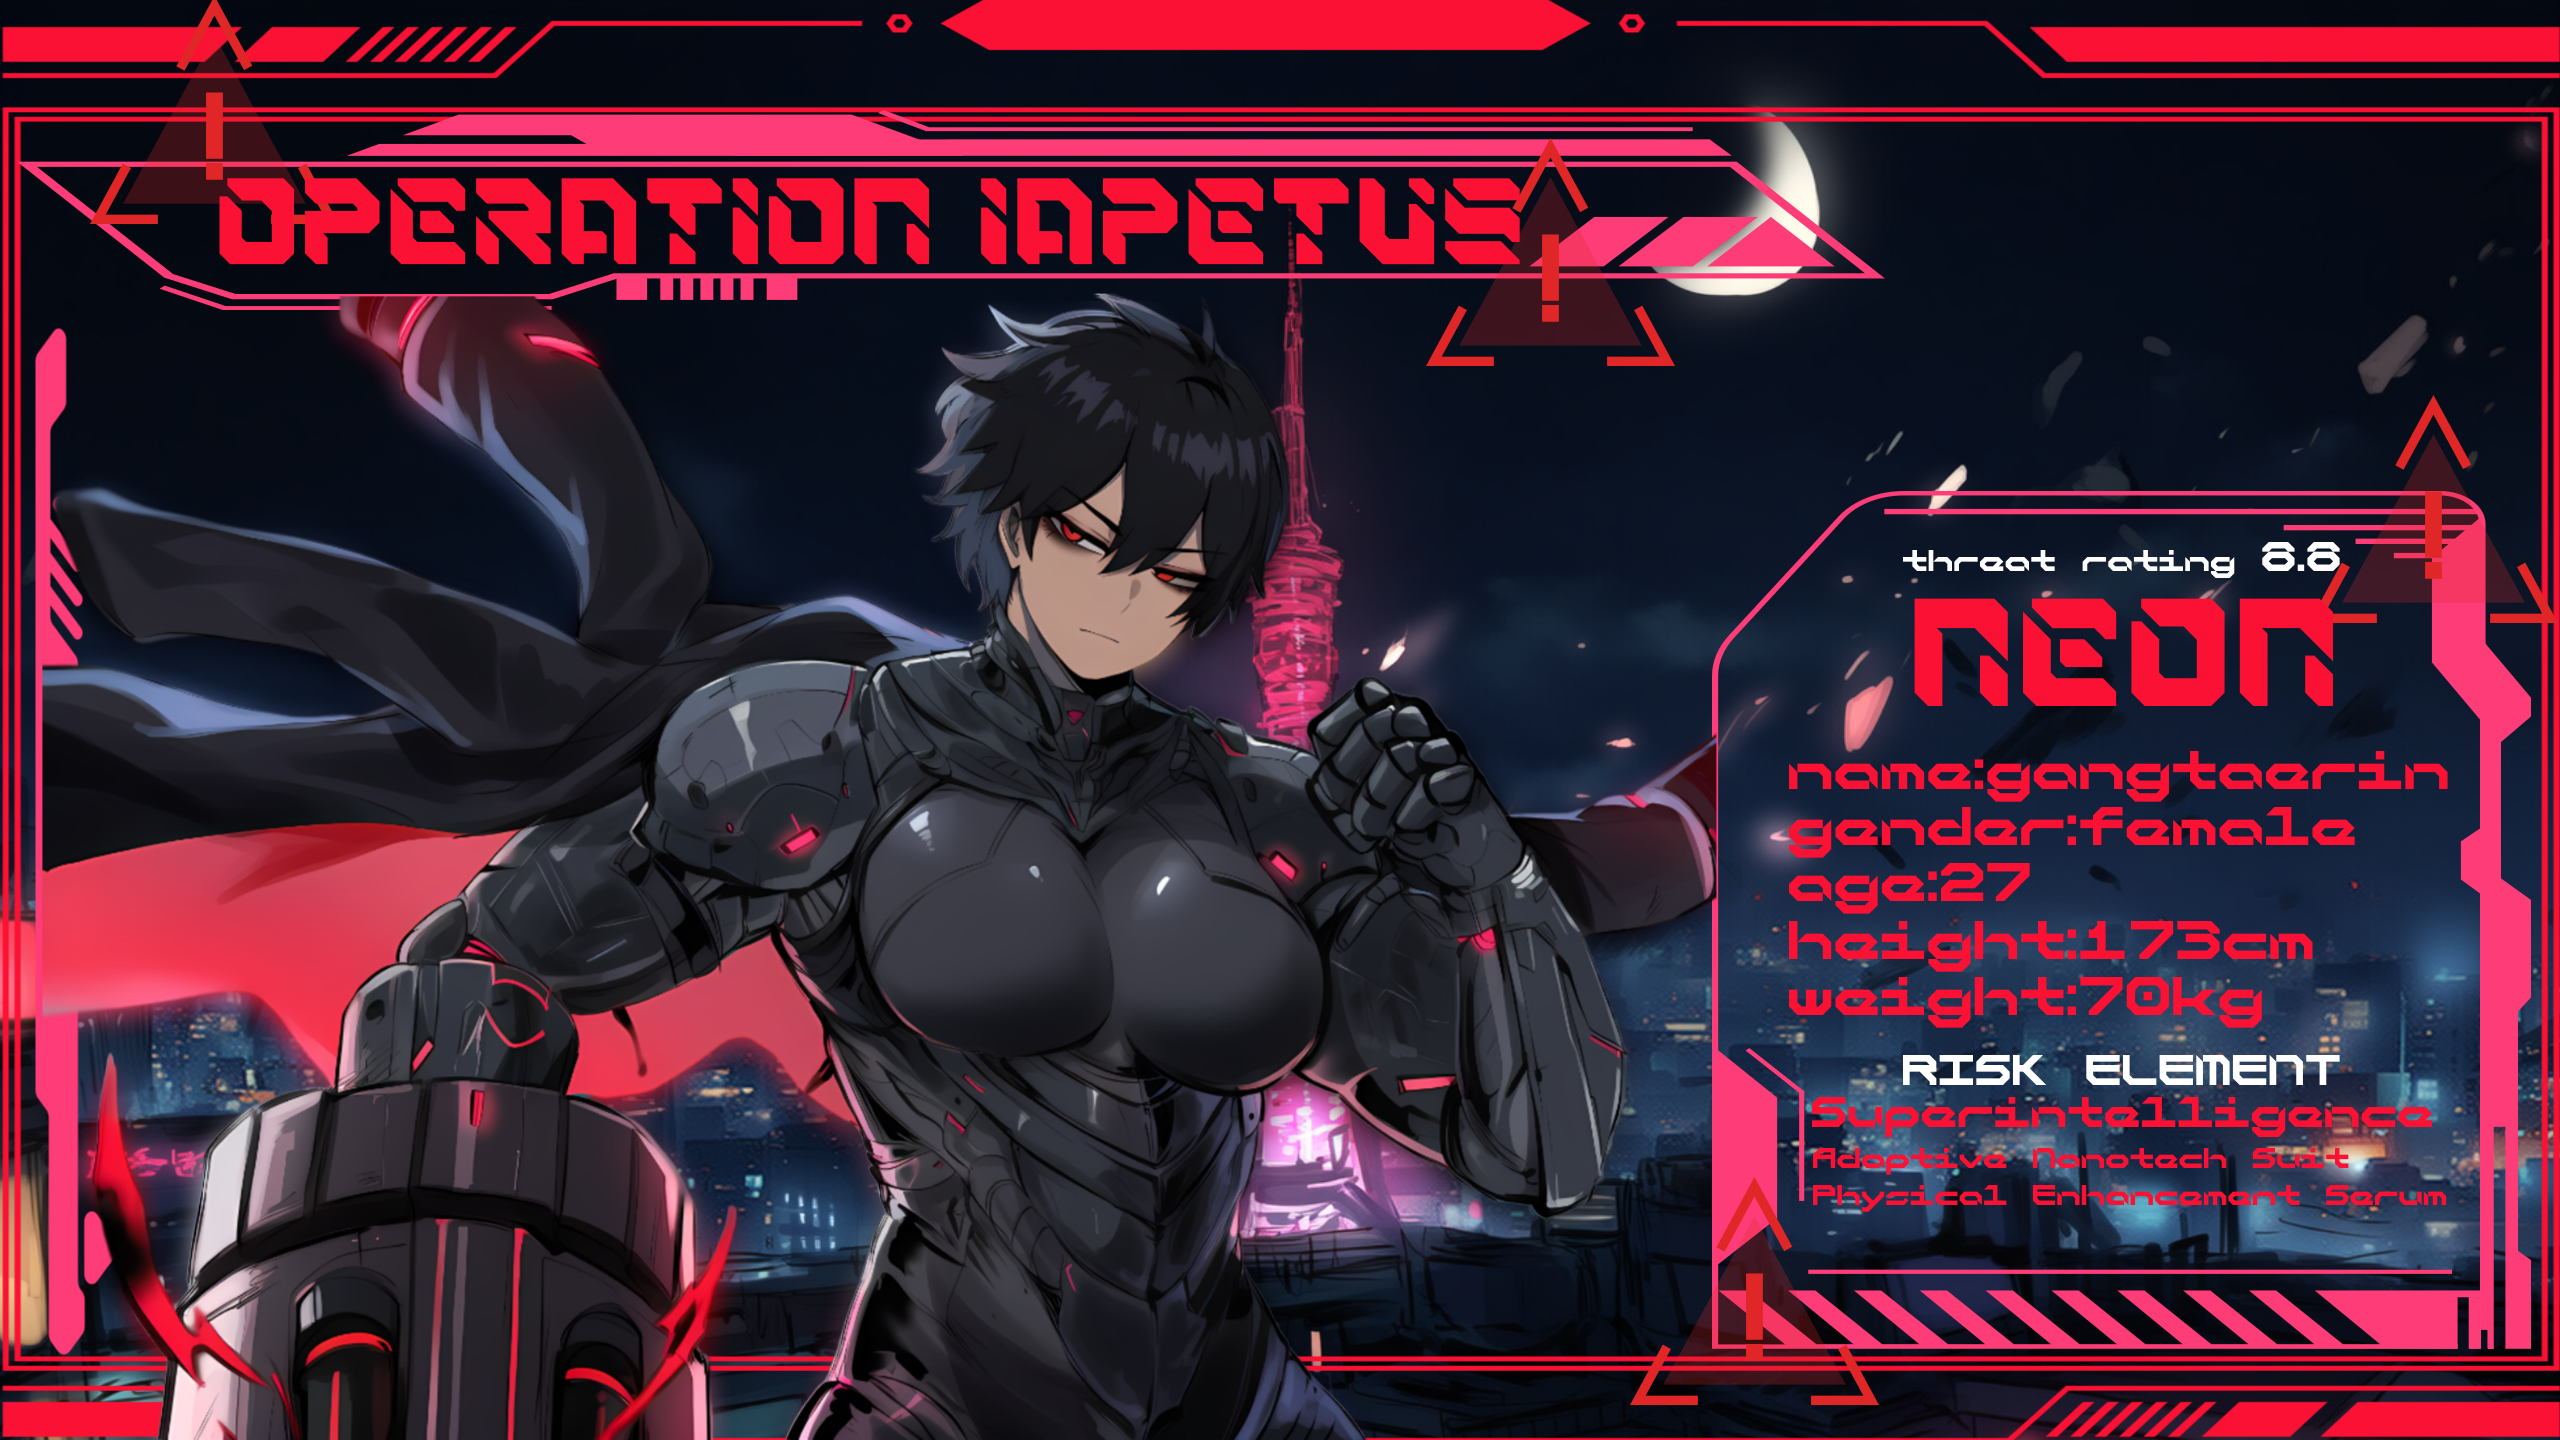 OPERATION IAPETUS
threat rating 8.8
NEON
name:gangtaerin
gender:female
age:27
height:173cm
weight:70kg
RISK ELEMENT
Superintelligence
Adaptive Nanotech Suit
Physical Enhancement Serum